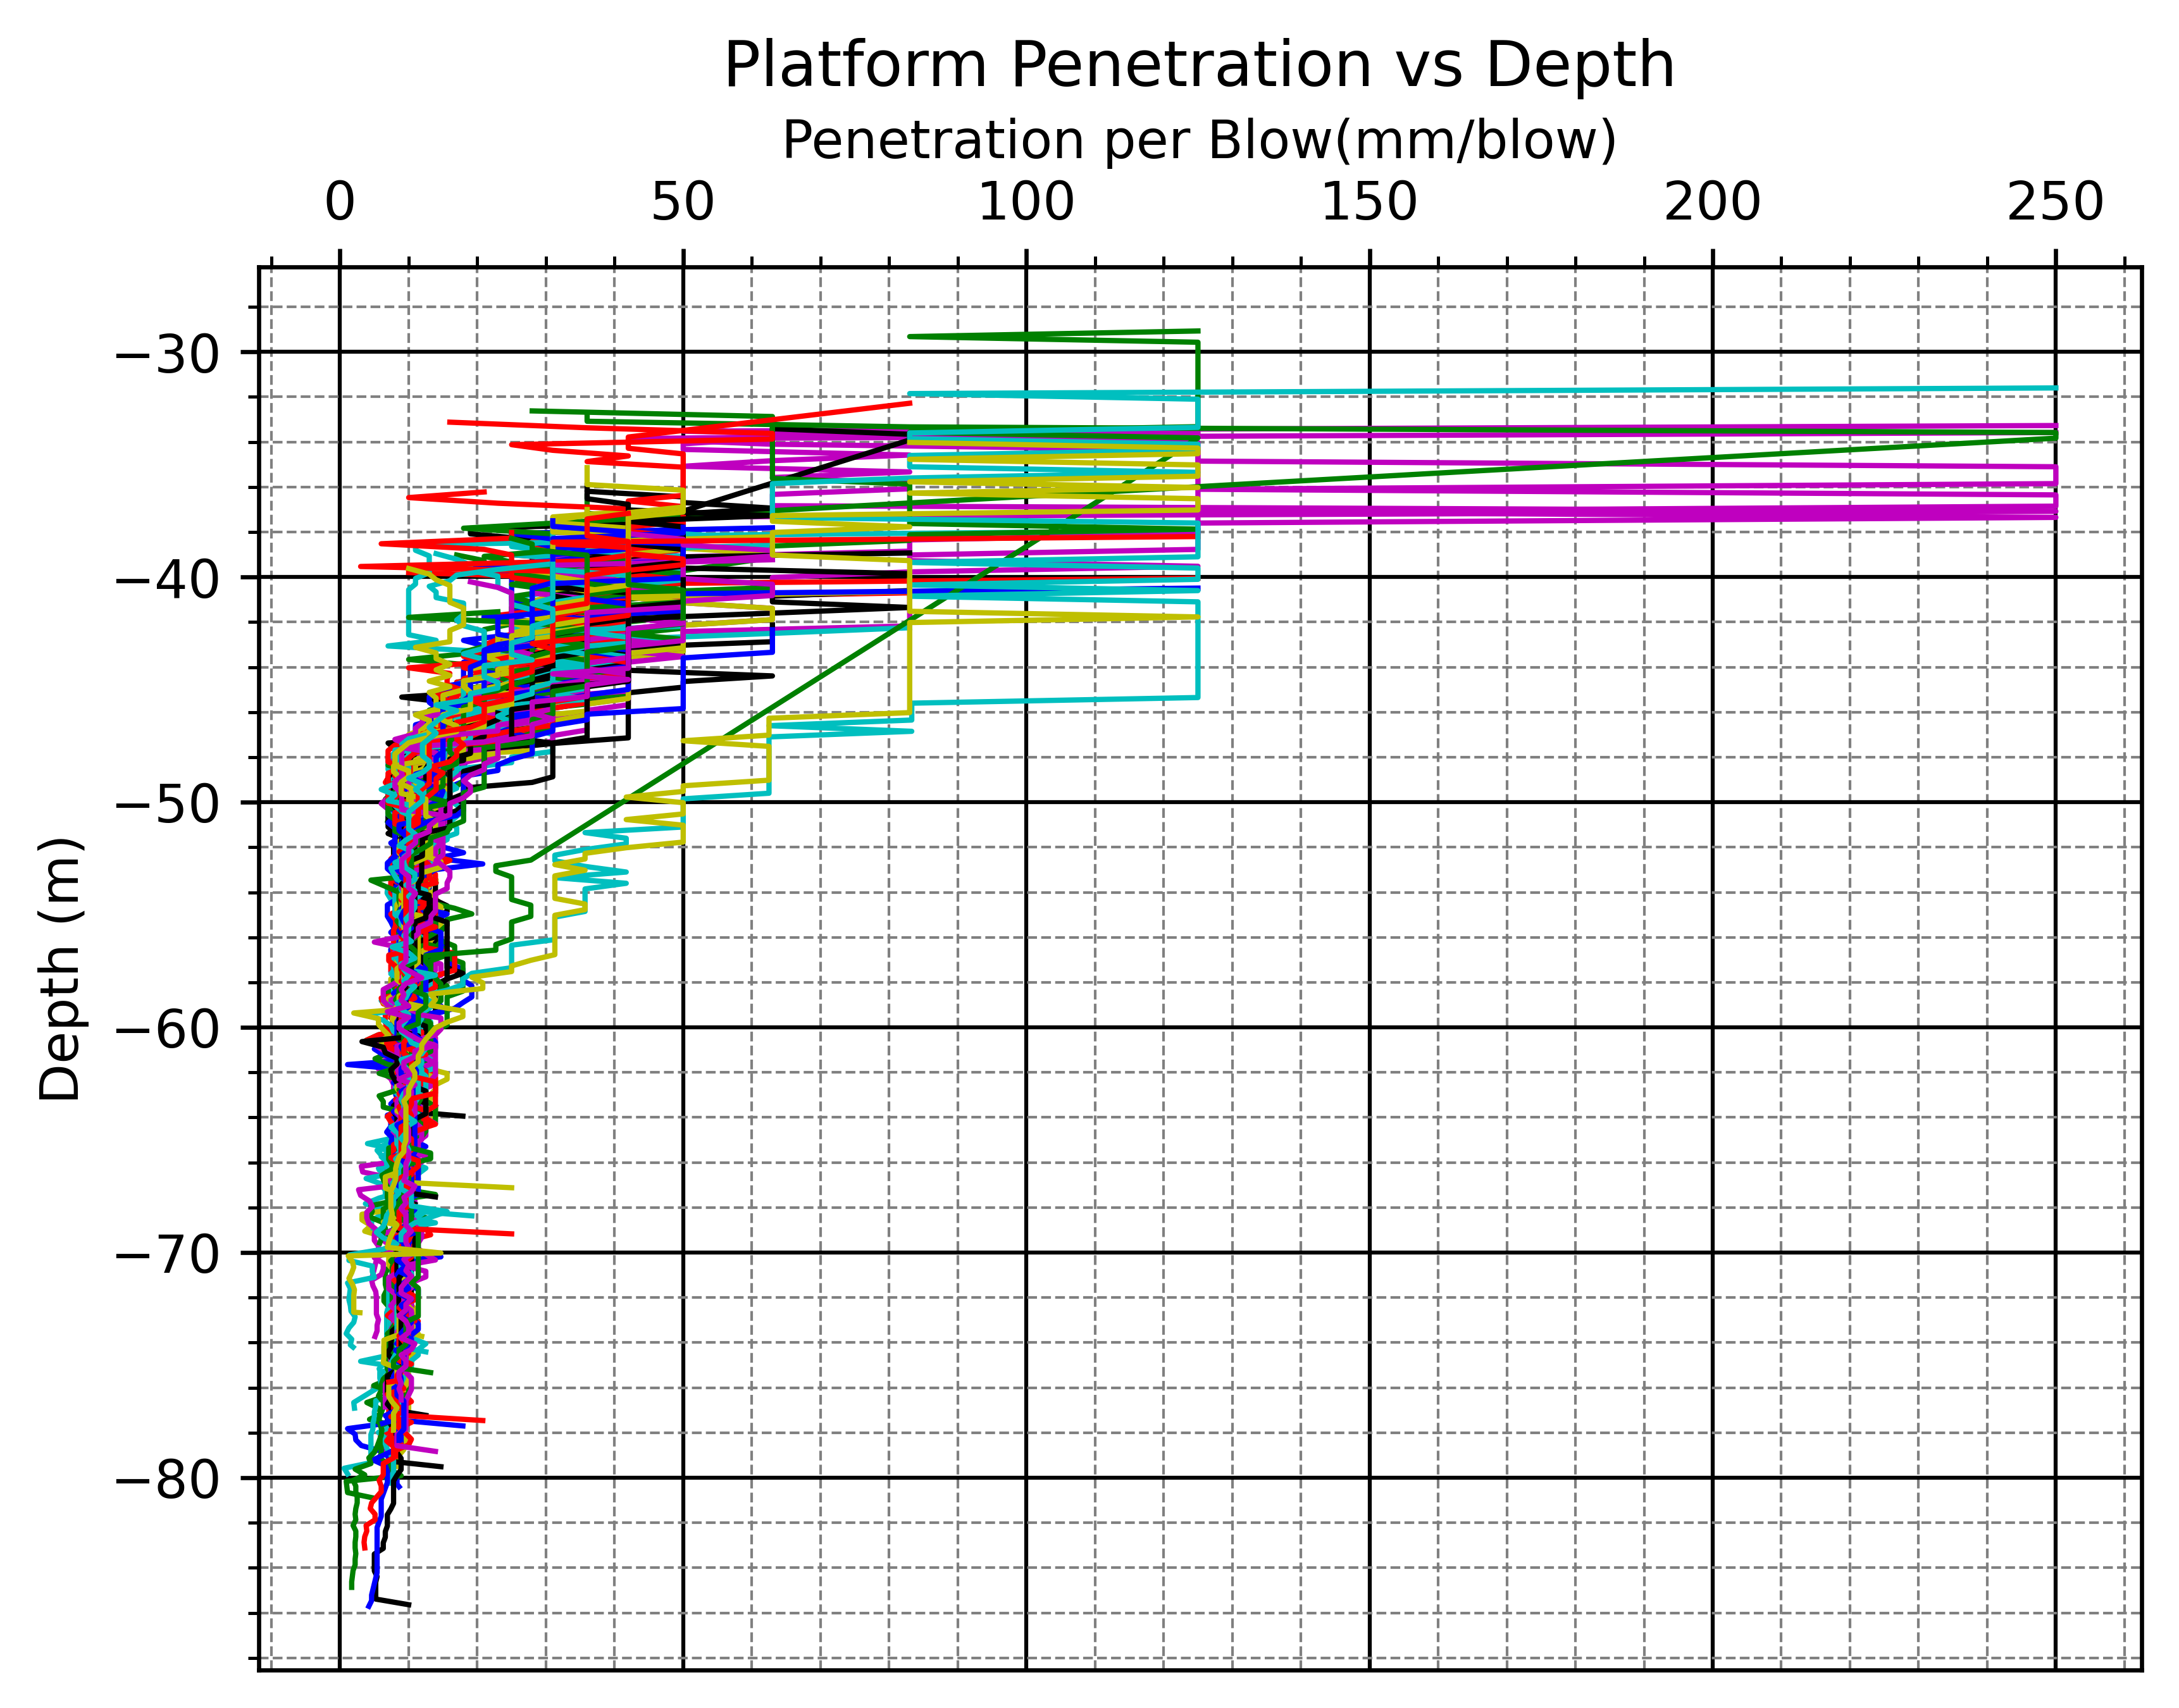 Platform Penetration vs Depth
Penetration per Blow(mm/blow)
0 50 100 150 200 250
−30
−40
−50
−60
−70
−80
Depth (m)